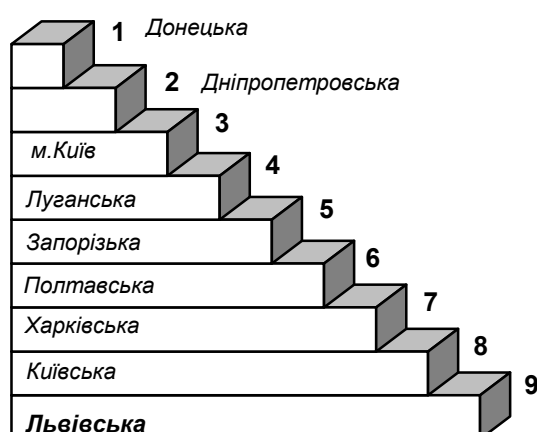 1 Донецька
2 Дніпропетровська
3
м.Київ
4
Луганська
5
Запорізька
6
Полтавська
7
Харківська
8
Київська
9
Львівська